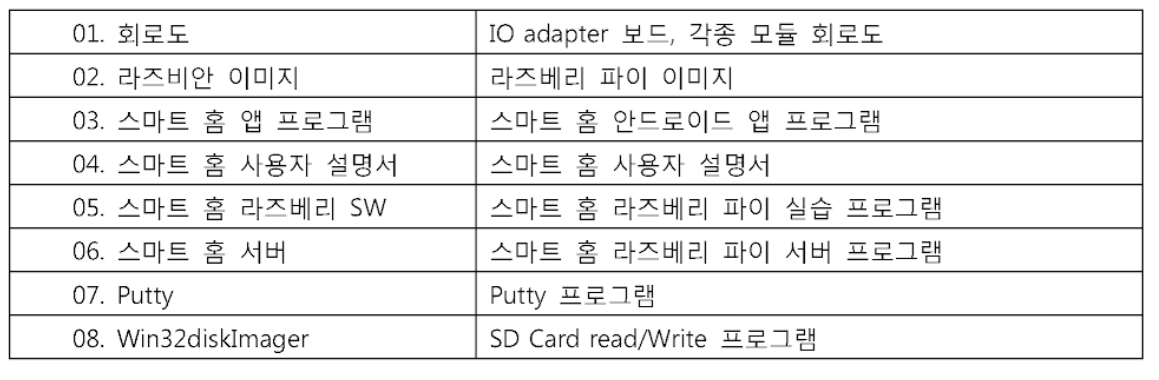 01. 회로도 IO adapter 보드, 각종 모듈 회로도
02. 라즈비안 이미지 라즈베리 파이 이미지
03. 스마트 홈 앱 프로그램 스마트 홈 안드로이드 앱 프로그램
04. 스마트 홈 사용자 설명서 스마트 홈 사용자 설명서
05. 스마트 홈 라즈베리 SW 스마트 홈 라즈베리 파이 실습 프로그램
06. 스마트 홈 서버 스마트 홈 라즈베리 파이 서버 프로그램
07. Putty Putty 프로그램
08. Win32diskImager SD Card read/Write 프로그램